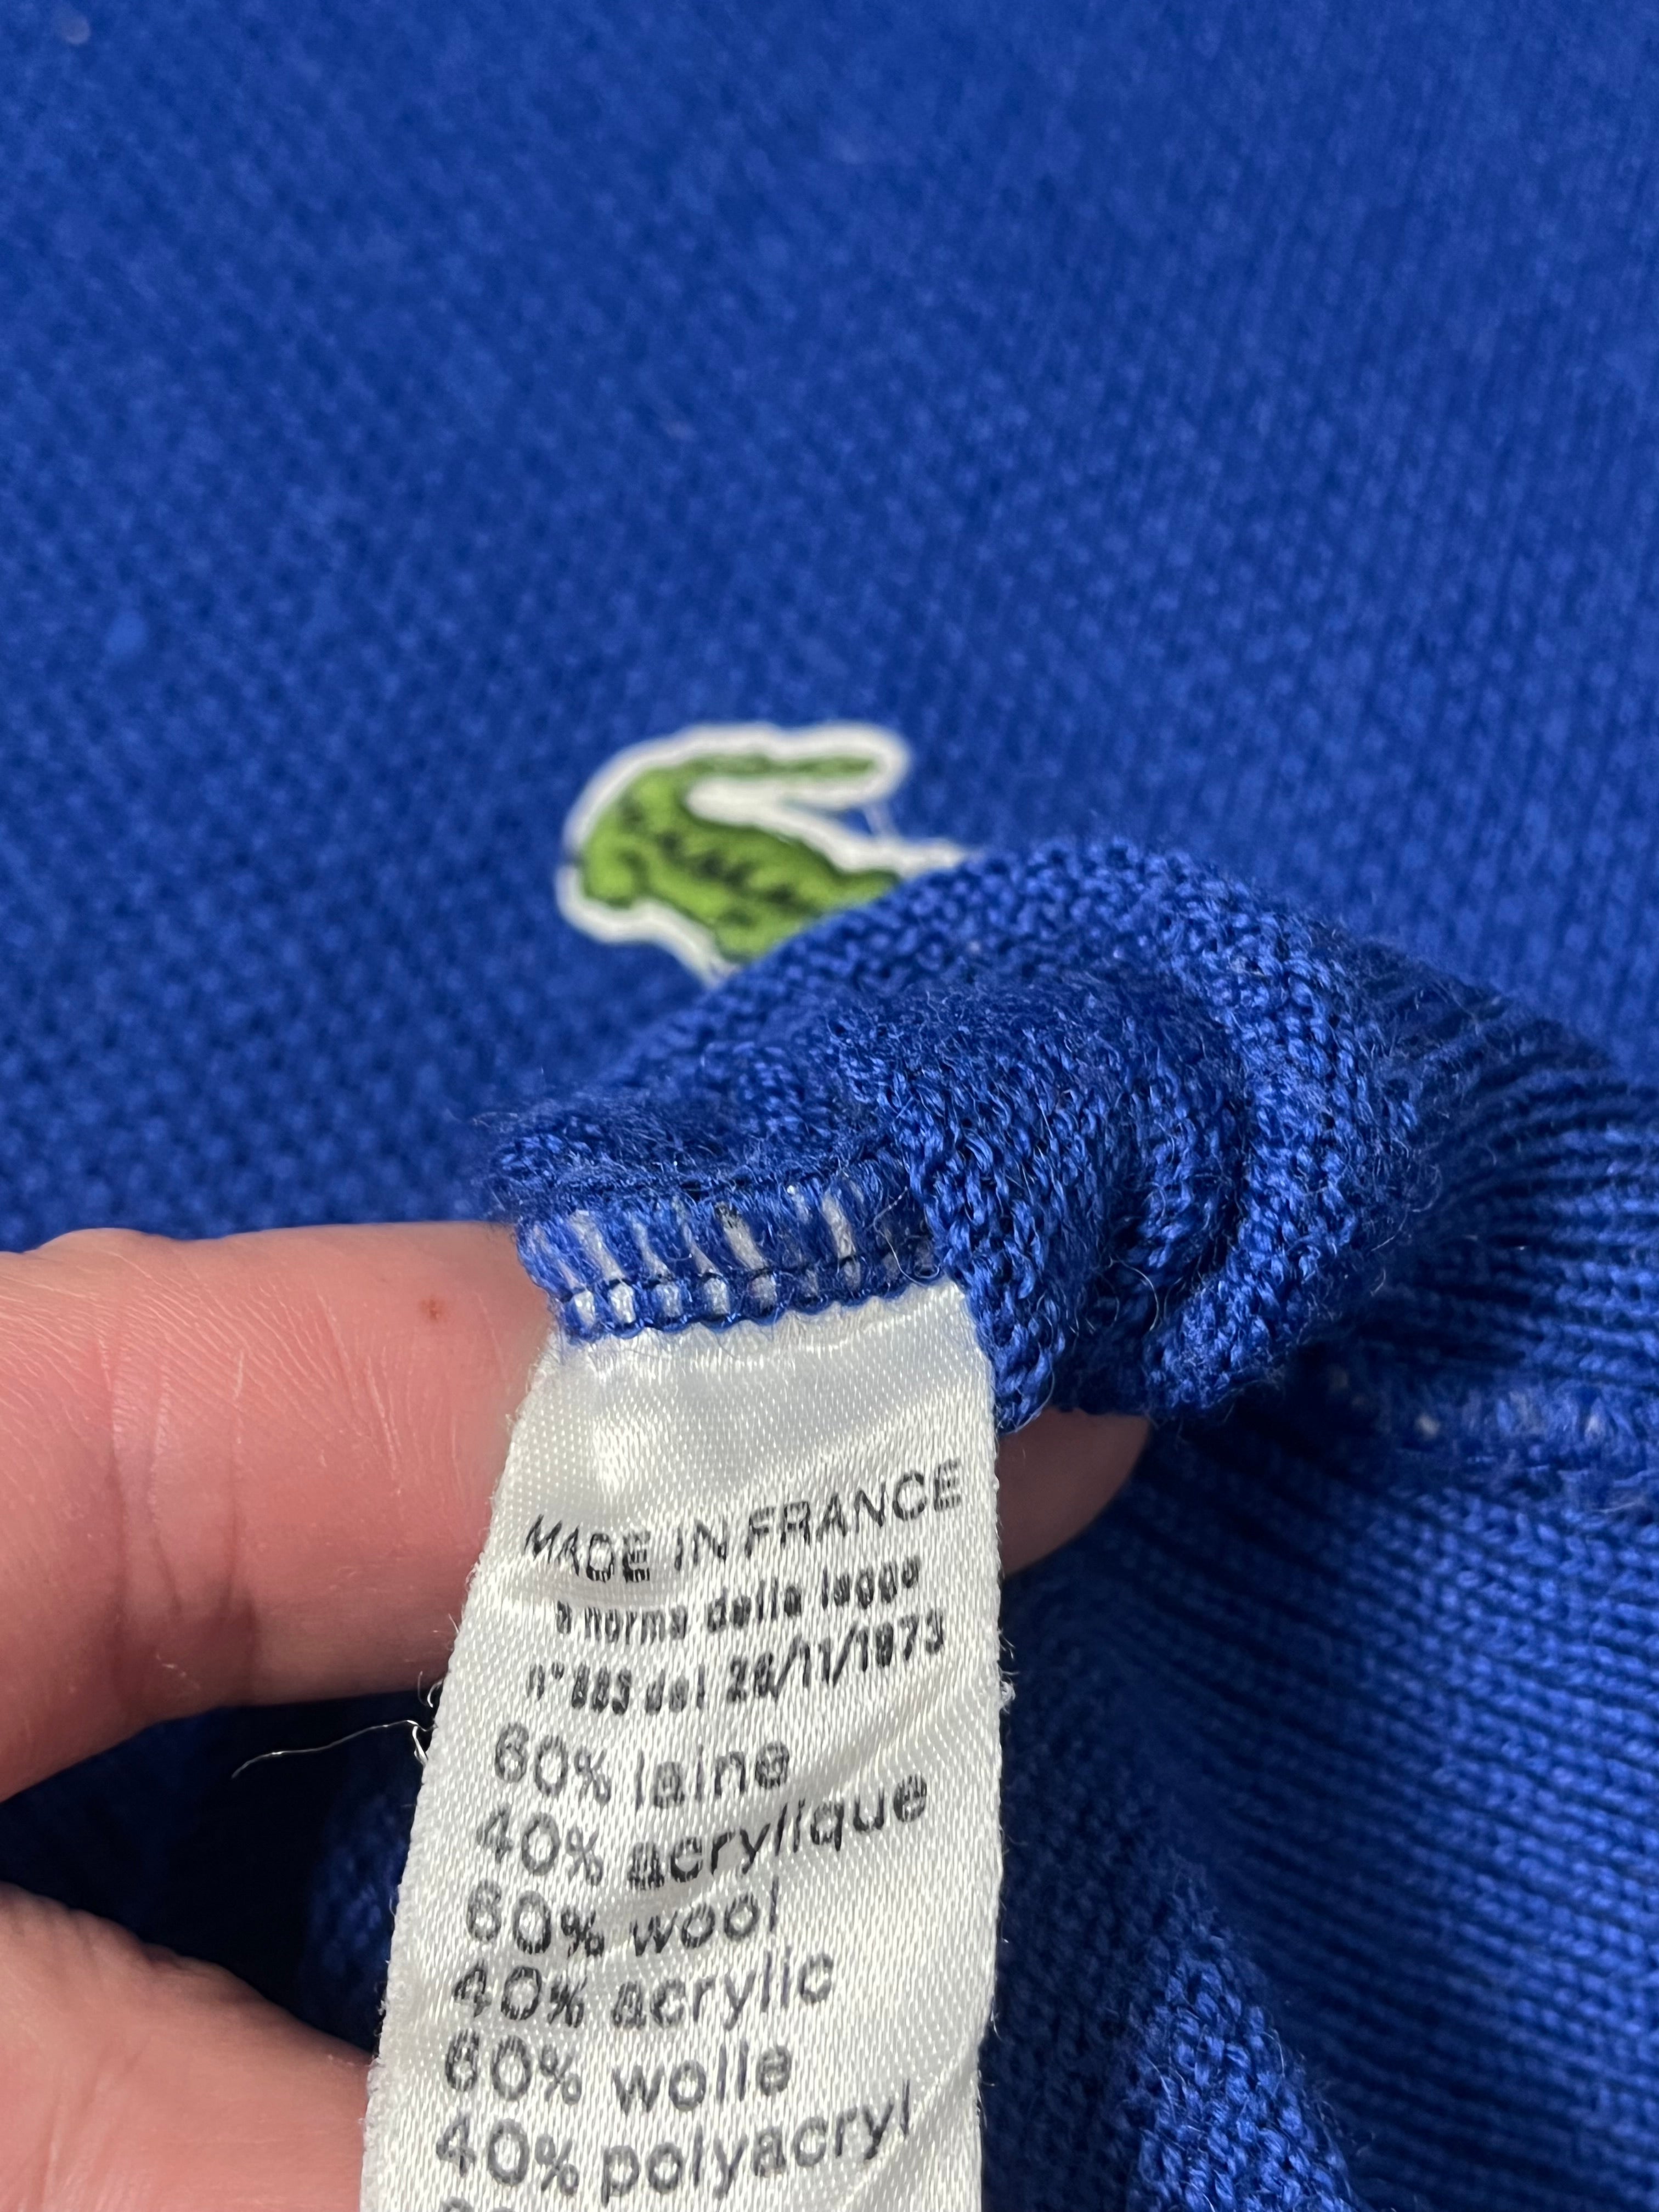 MADE IN FRANCE
a norma della legge
n°883 del 26/11/1973
60% laine
40% acrylique
60% wool
40% acrylic
60% wolle
40% polyacryl